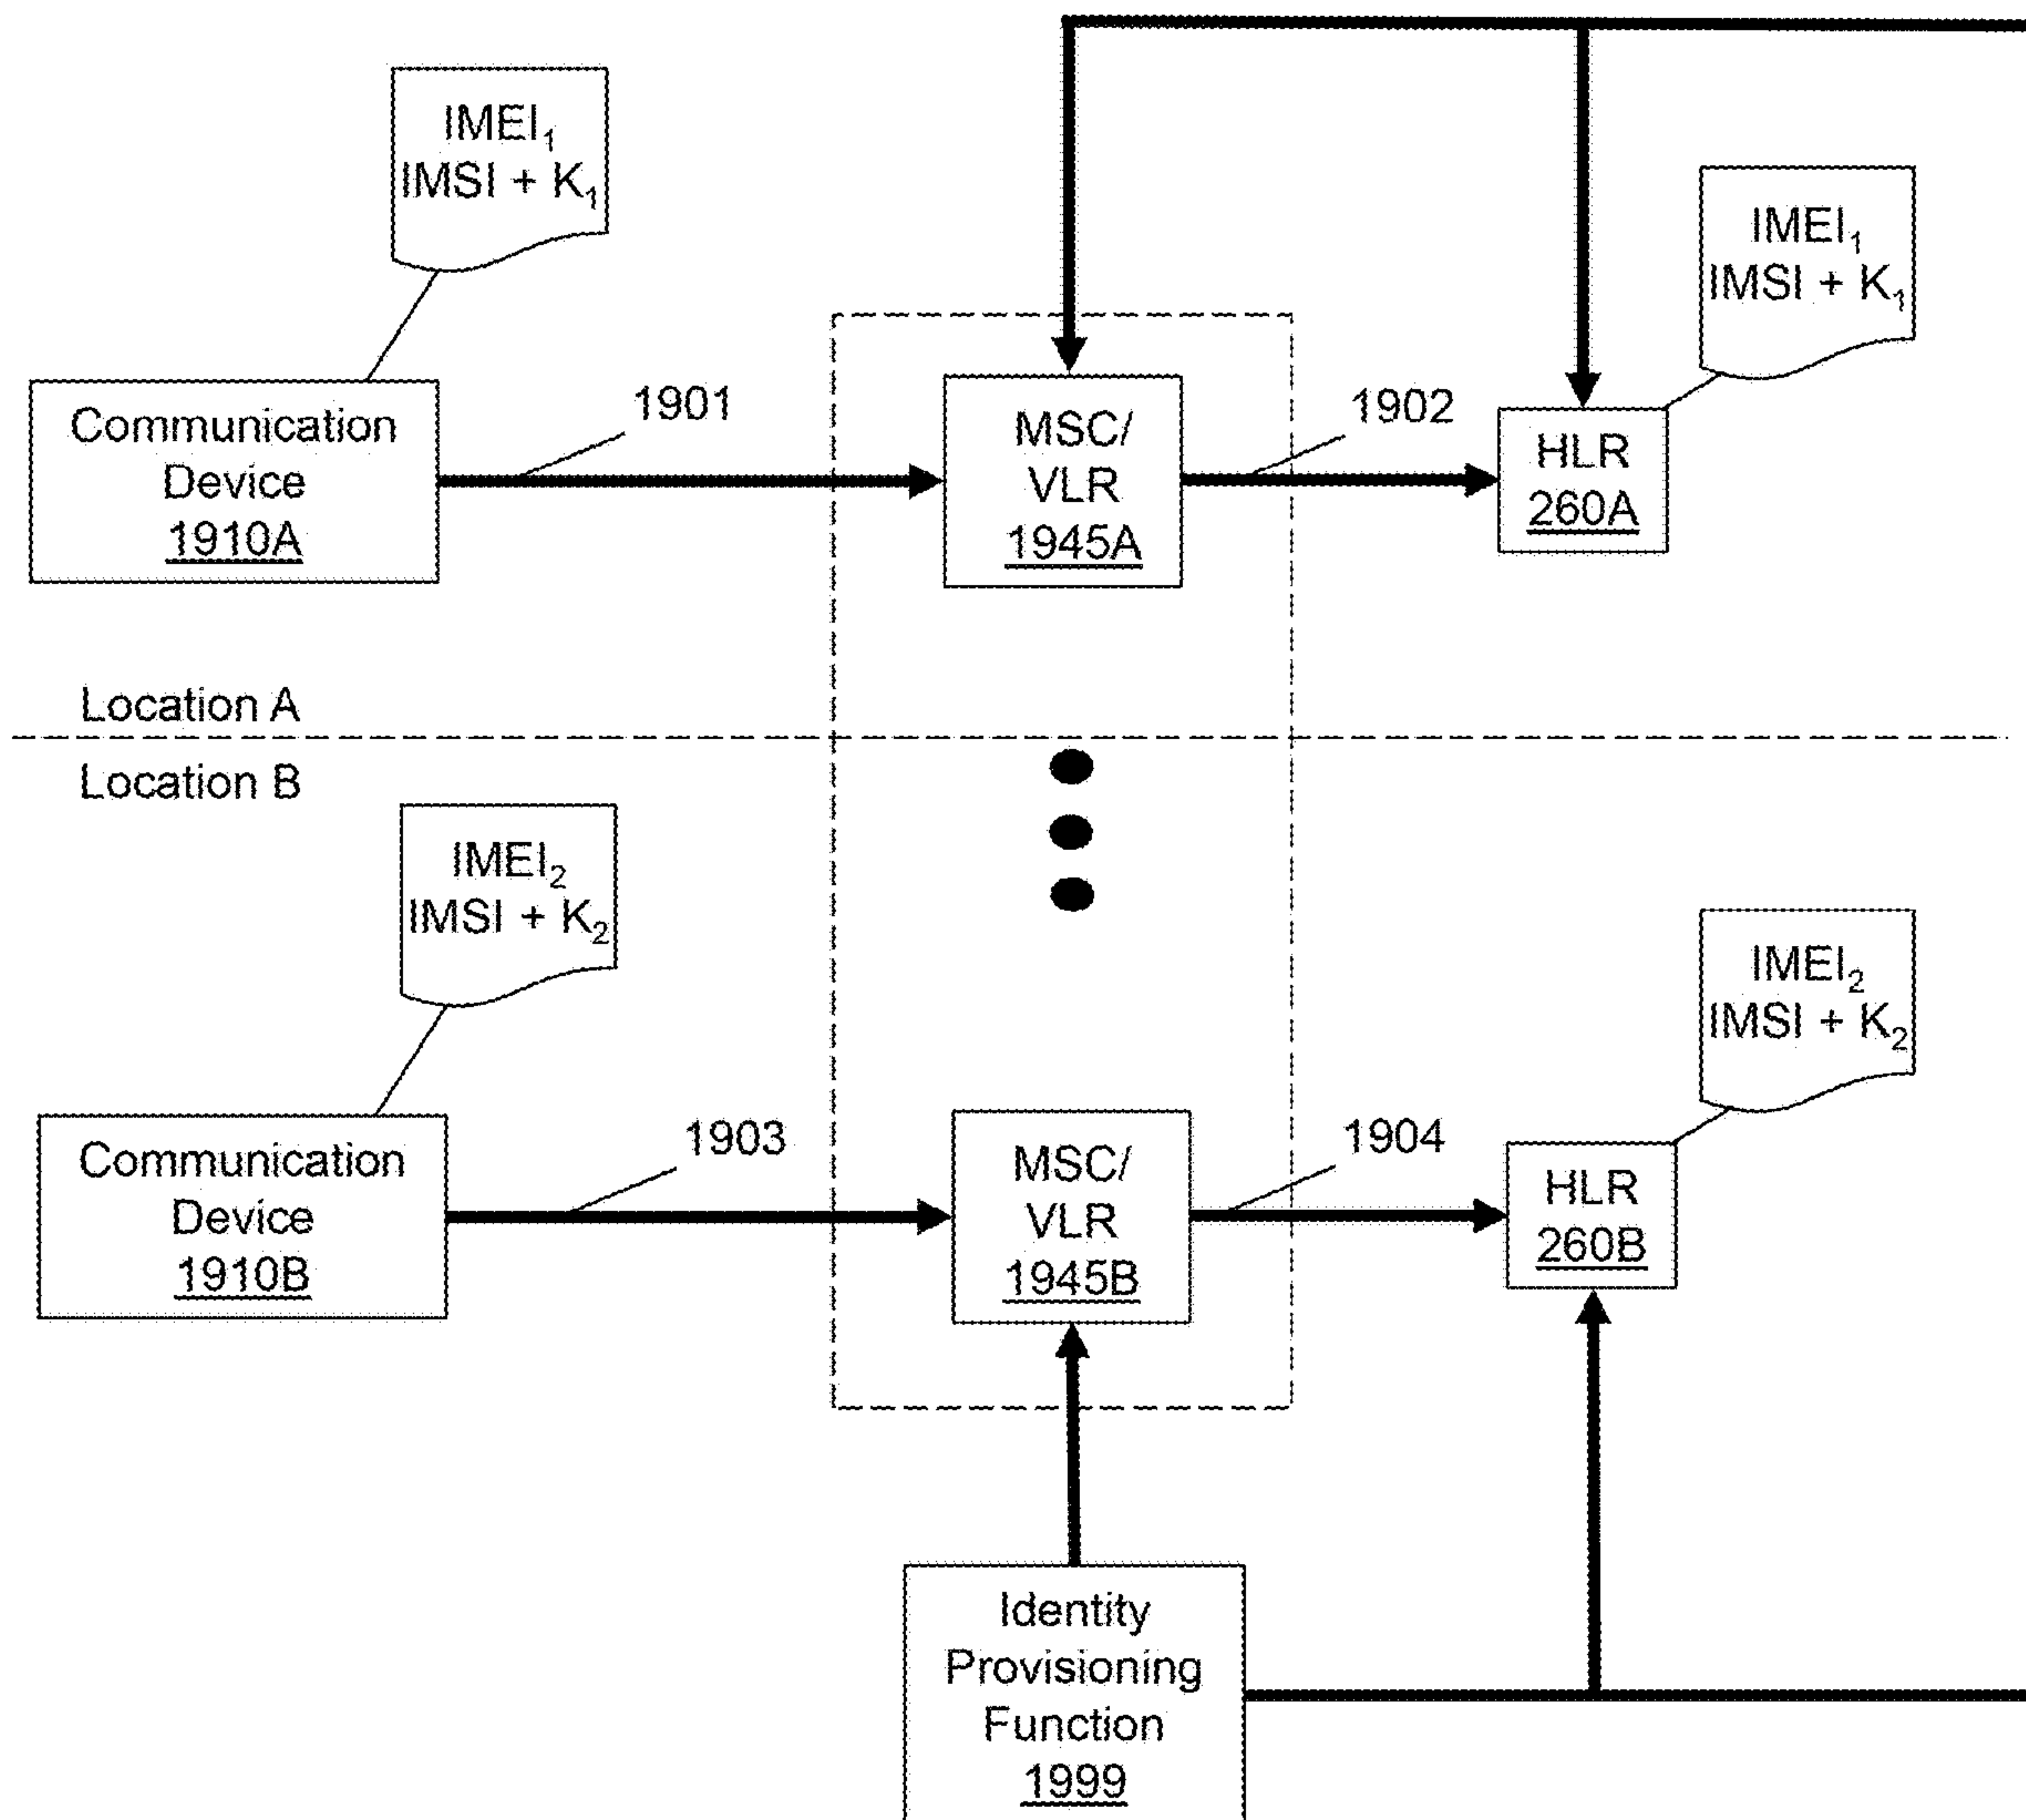 IMEI₁
IMSI + K₁
IMEI₁
IMSI + K₁
Communication
Device
1910A
1901
MSC/
VLR
1945A
1902
HLR
260A
Location A
Location B
IMEI₂
IMSI + K₂
IMEI₂
IMSI + K₂
Communication
Device
1910B
1903
MSC/
VLR
1945B
1904
HLR
260B
Identity
Provisioning
Function
1999